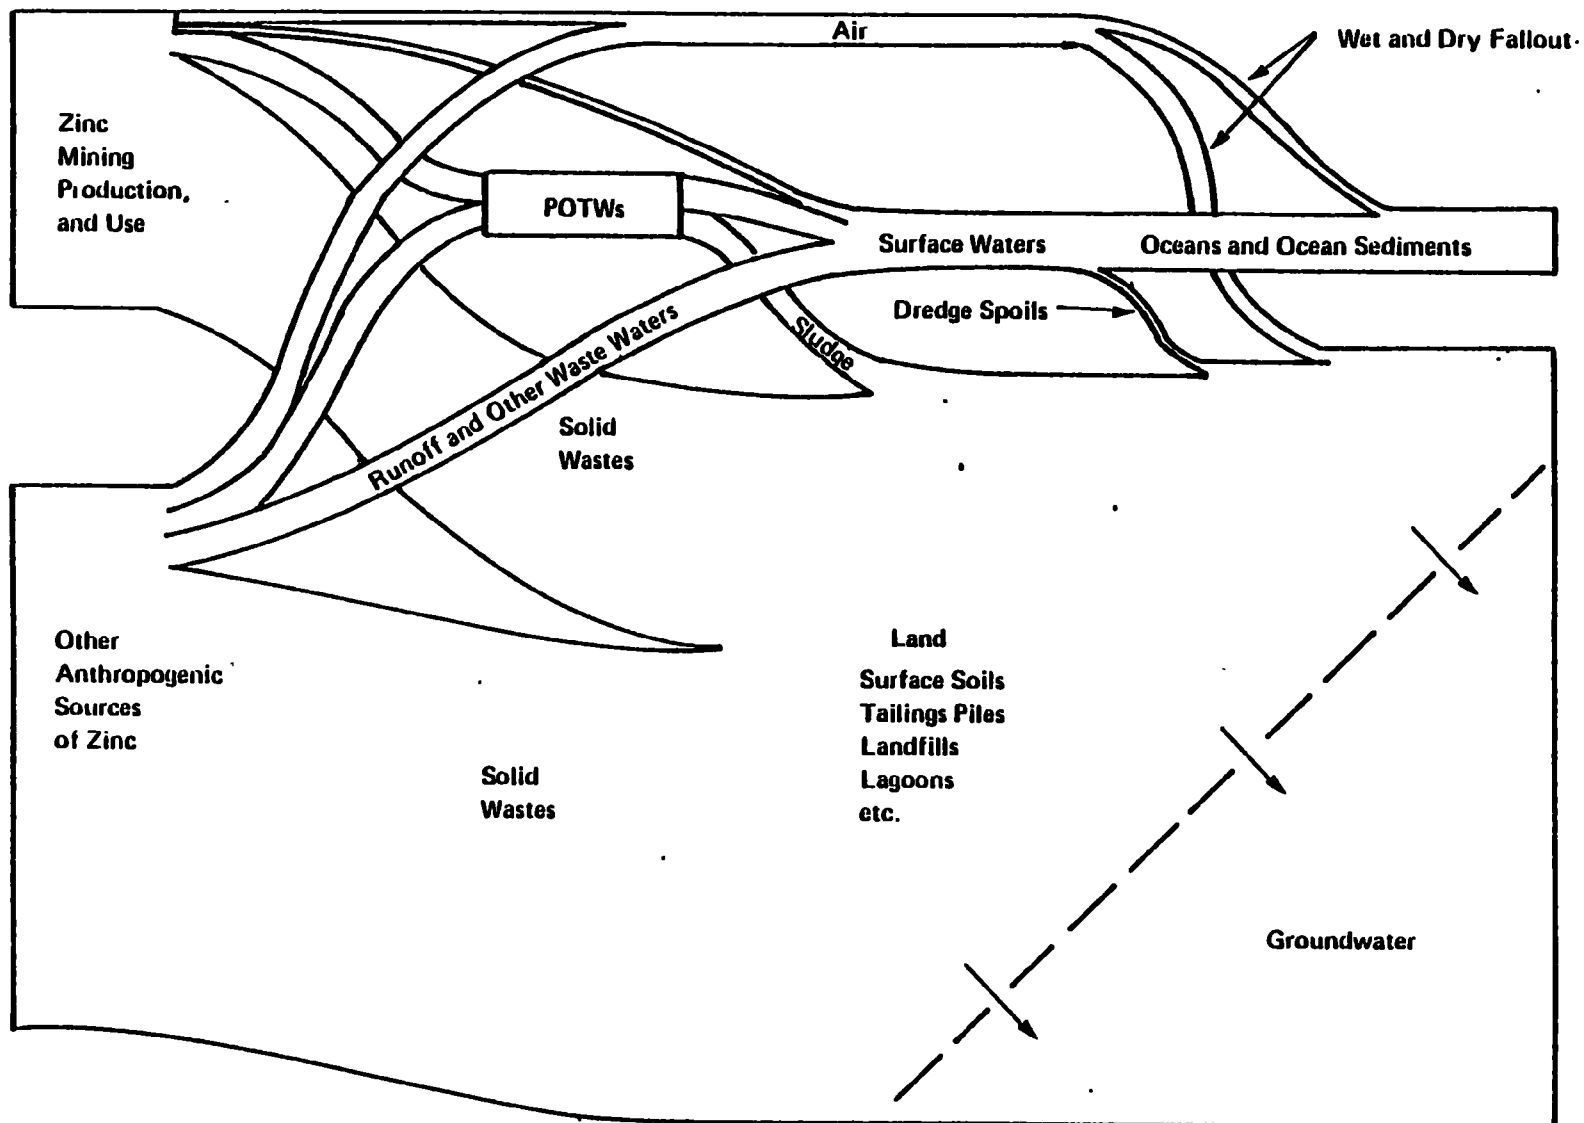 Air
Wet and Dry Fallout
Zinc
Mining
Production,
and Use
POTWs
Surface Waters
Oceans and Ocean Sediments
Dredge Spoils
Sludge
Runoff and Other Waste Waters
Solid
Wastes
Other
Anthropogenic
Sources
of Zinc
Land
Surface Soils
Tailings Piles
Landfills
Lagoons
etc.
Solid
Wastes
Groundwater